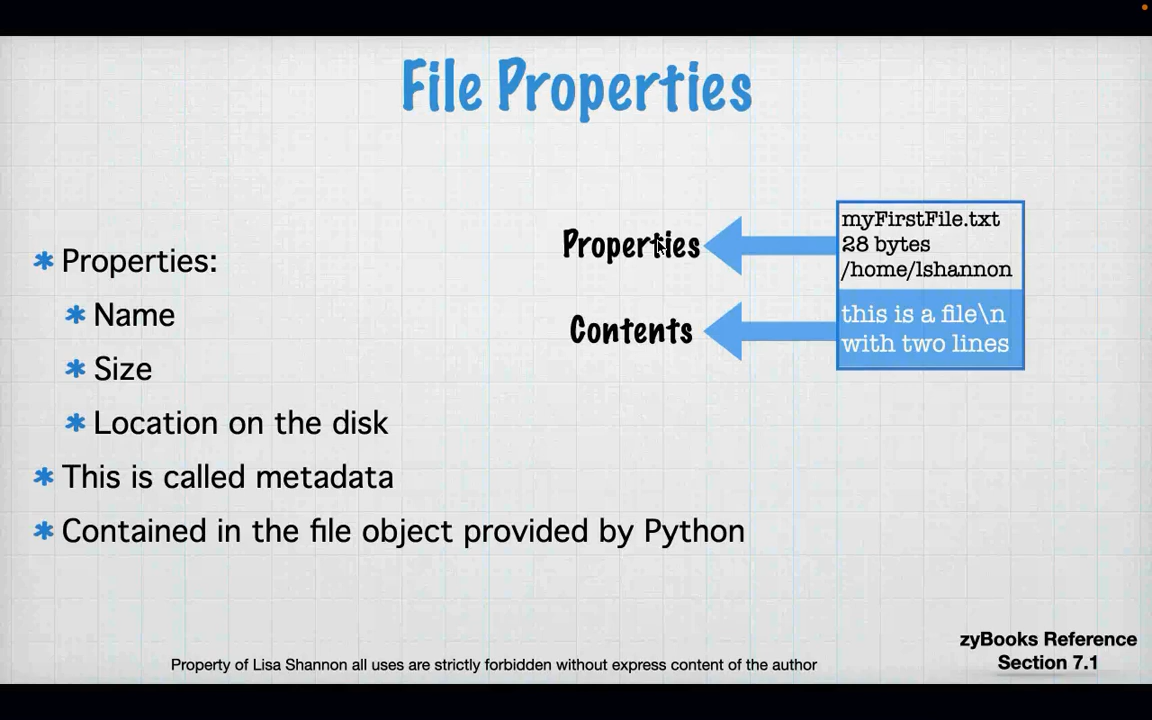 File Properties
* Properties:
* Name
* Size
* Location on the disk
* This is called metadata
* Contained in the file object provided by Python
Properties
Contents
myFirstFile.txt
28 bytes
/home/lshannon
this is a file\n
with two lines
zyBooks Reference
Section 7.1
Property of Lisa Shannon all uses are strictly forbidden without express content of the author